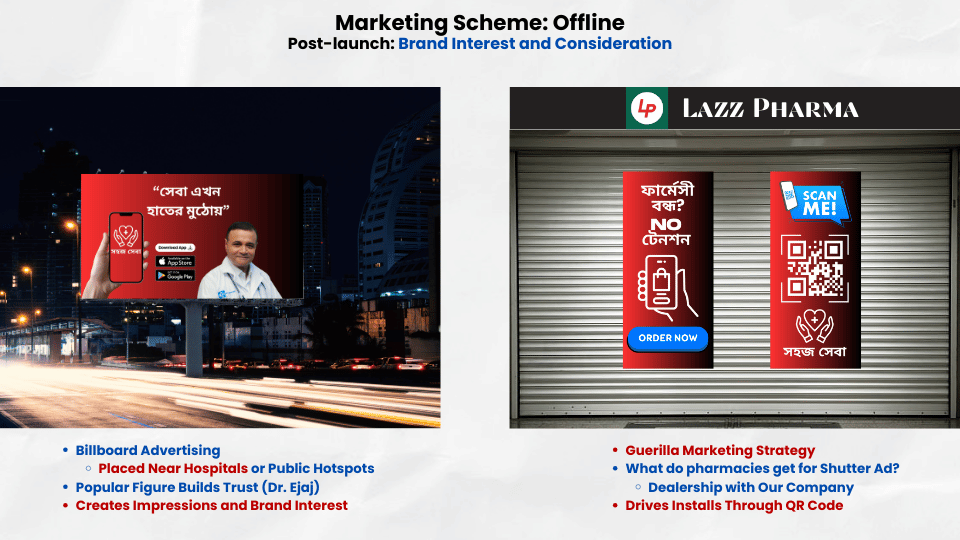 Marketing Scheme: Offline
Post-launch: Brand Interest and Consideration
“সেবা এখন
হাতের মুঠোয়”
সহজ সেবা
Download App
Available on the
App Store
Google Play
LP LAZZ PHARMA
ফার্মেসী
বন্ধ?
NO
টেনশন
ORDER NOW
SCAN
ME!
সহজ সেবা
• Billboard Advertising
◦ Placed Near Hospitals or Public Hotspots
• Popular Figure Builds Trust (Dr. Ejaj)
• Creates Impressions and Brand Interest
• Guerilla Marketing Strategy
• What do pharmacies get for Shutter Ad?
◦ Dealership with Our Company
• Drives Installs Through QR Code